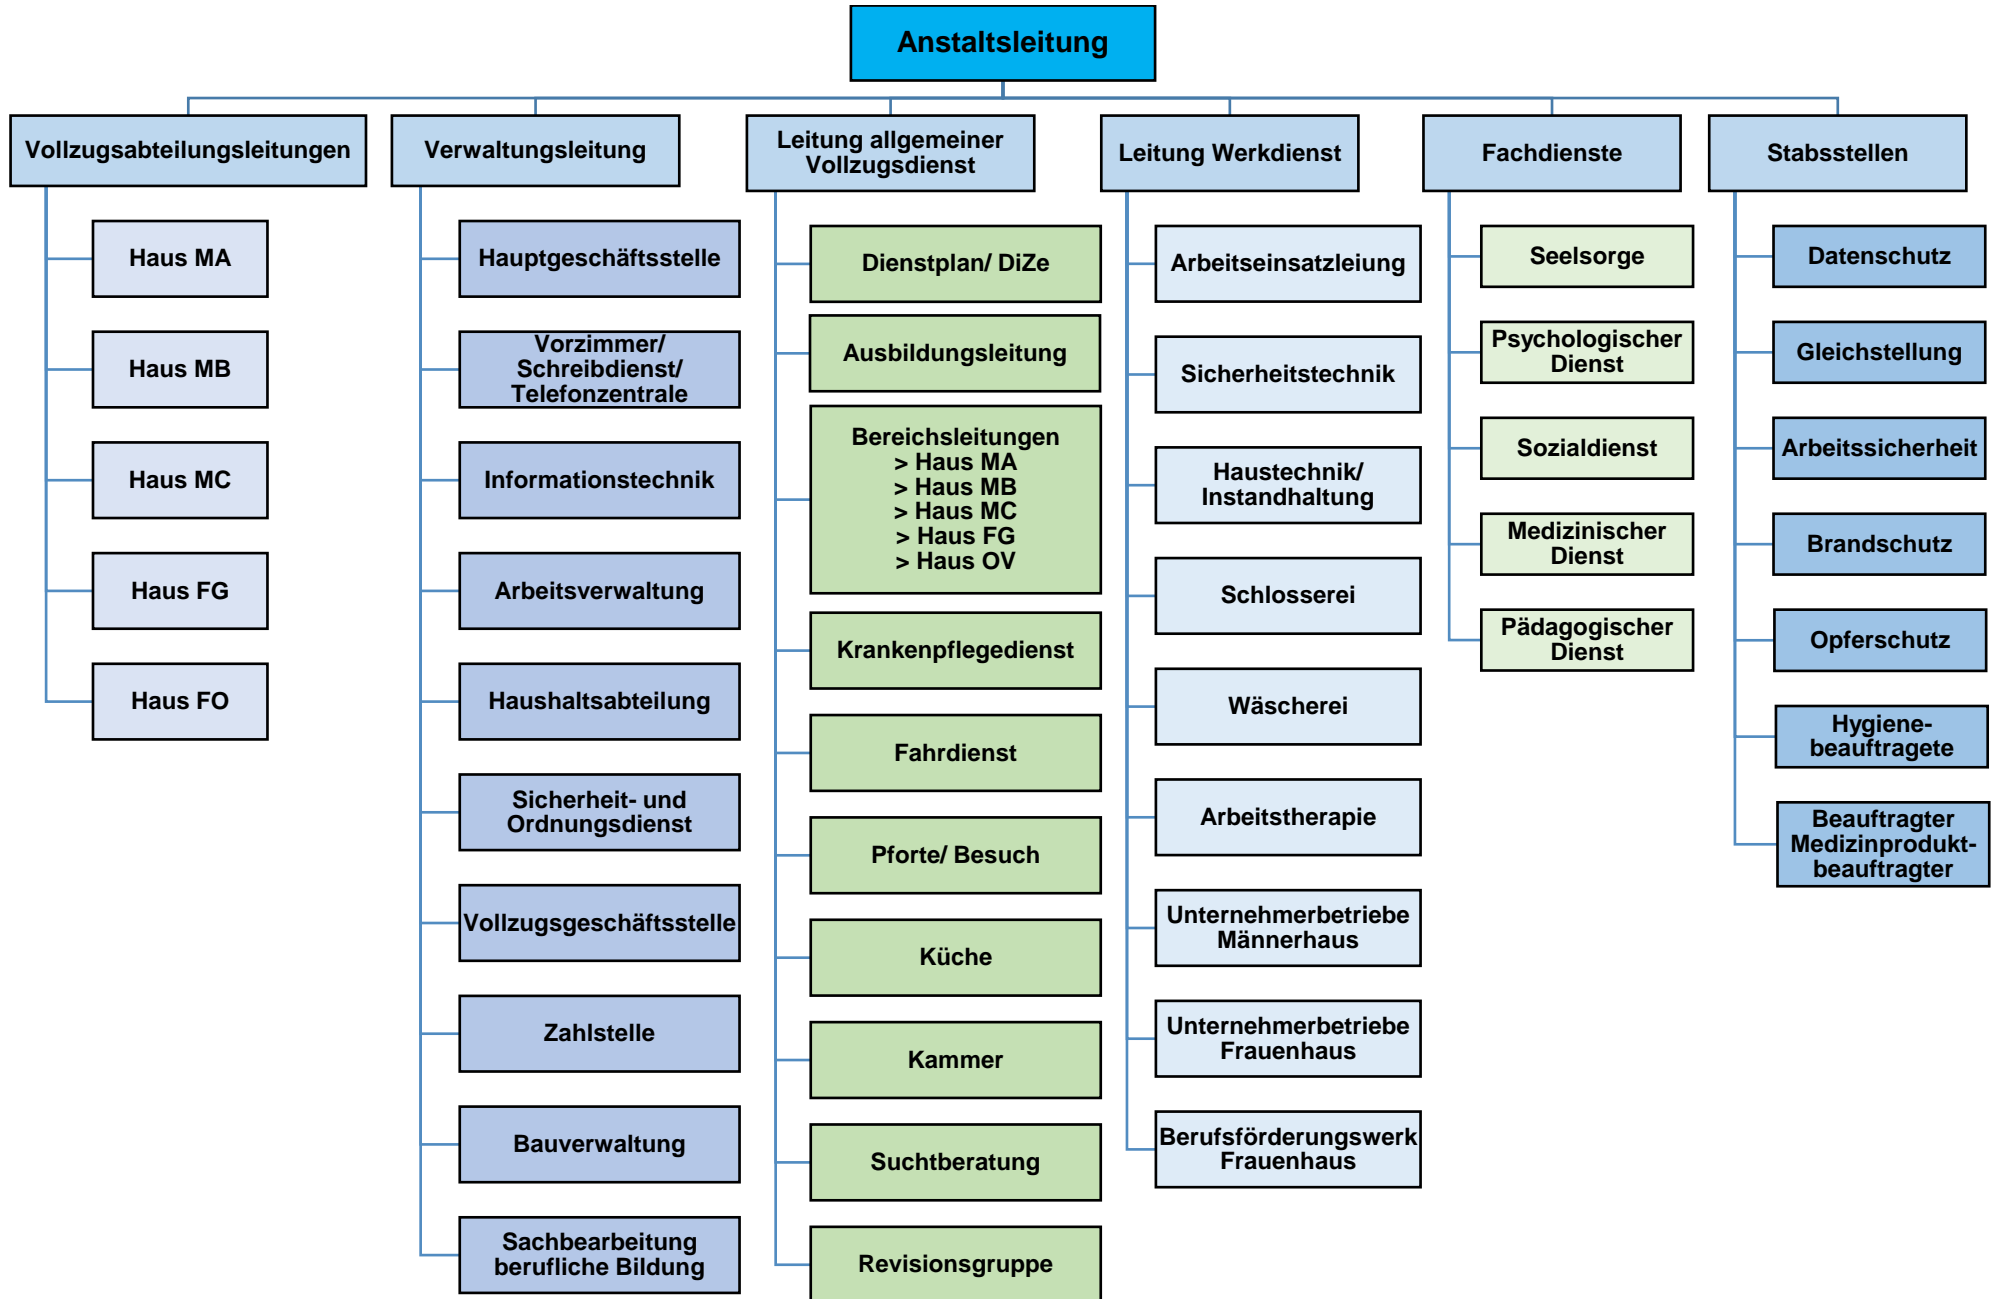 Anstaltsleitung
Vollzugsabteilungsleitungen
Haus MA
Haus MB
Haus MC
Haus FG
Haus FO
Verwaltungsleitung
Hauptgeschäftsstelle
Vorzimmer/
Schreibdienst/
Telefonzentrale
Informationstechnik
Arbeitsverwaltung
Haushaltsabteilung
Sicherheit- und
Ordnungsdienst
Vollzugsgeschäftsstelle
Zahlstelle
Bauverwaltung
Sachbearbeitung
berufliche Bildung
Leitung allgemeiner
Vollzugsdienst
Dienstplan/ DiZe
Ausbildungsleitung
Bereichsleitungen
> Haus MA
> Haus MB
> Haus MC
> Haus FG
> Haus OV
Krankenpflegedienst
Fahrdienst
Pforte/ Besuch
Küche
Kammer
Suchtberatung
Revisionsgruppe
Leitung Werkdienst
Arbeitseinsatzleiung
Sicherheitstechnik
Haustechnik/
Instandhaltung
Schlosserei
Wäscherei
Arbeitstherapie
Unternehmerbetriebe
Männerhaus
Unternehmerbetriebe
Frauenhaus
Berufsförderungswerk
Frauenhaus
Fachdienste
Seelsorge
Psychologischer
Dienst
Sozialdienst
Medizinischer
Dienst
Pädagogischer
Dienst
Stabsstellen
Datenschutz
Gleichstellung
Arbeitssicherheit
Brandschutz
Opferschutz
Hygiene-
beauftragete
Beauftragter
Medizinprodukt-
beauftragter